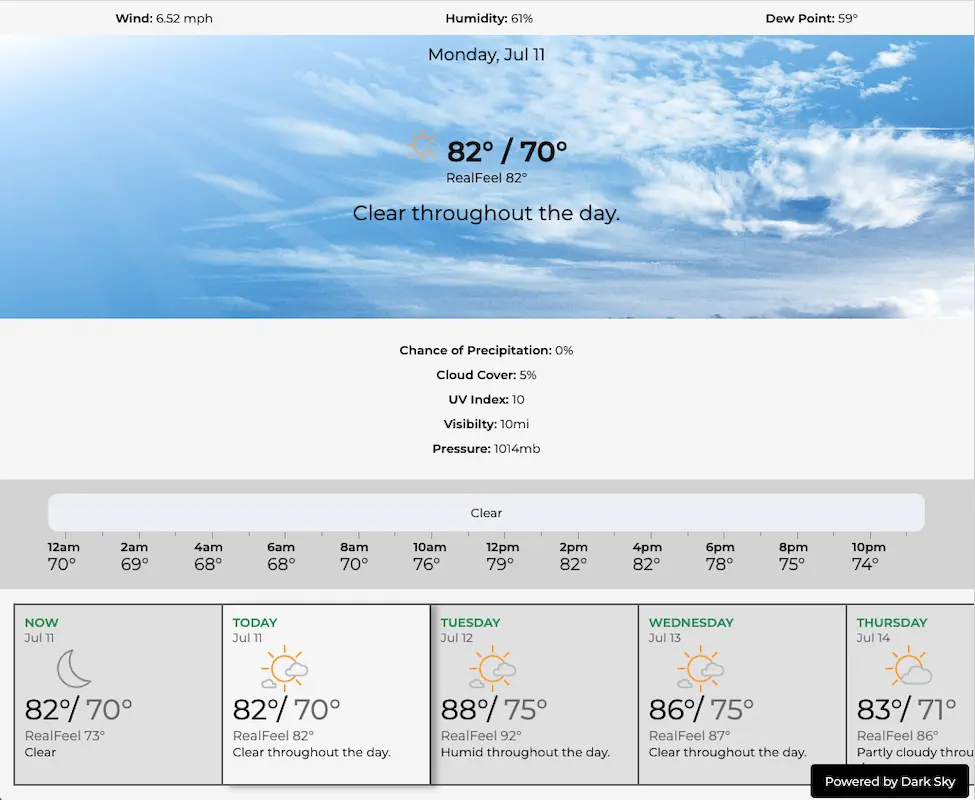 Wind: 6.52 mph Humidity: 61% Dew Point: 59°
Monday, Jul 11
82° / 70°
RealFeel 82°
Clear throughout the day.
Chance of Precipitation: 0%
Cloud Cover: 5%
UV Index: 10
Visibilty: 10mi
Pressure: 1014mb
Clear
12am 2am 4am 6am 8am 10am 12pm 2pm 4pm 6pm 8pm 10pm
70° 69° 68° 68° 70° 76° 79° 82° 82° 78° 75° 74°
NOW
Jul 11
82°/ 70°
RealFeel 73°
Clear
TODAY
Jul 11
82°/ 70°
RealFeel 82°
Clear throughout the day.
TUESDAY
Jul 12
88°/ 75°
RealFeel 92°
Humid throughout the day.
WEDNESDAY
Jul 13
86°/ 75°
RealFeel 87°
Clear throughout the day.
THURSDAY
Jul 14
83°/ 71°
RealFeel 86°
Partly cloudy throu
Powered by Dark Sky